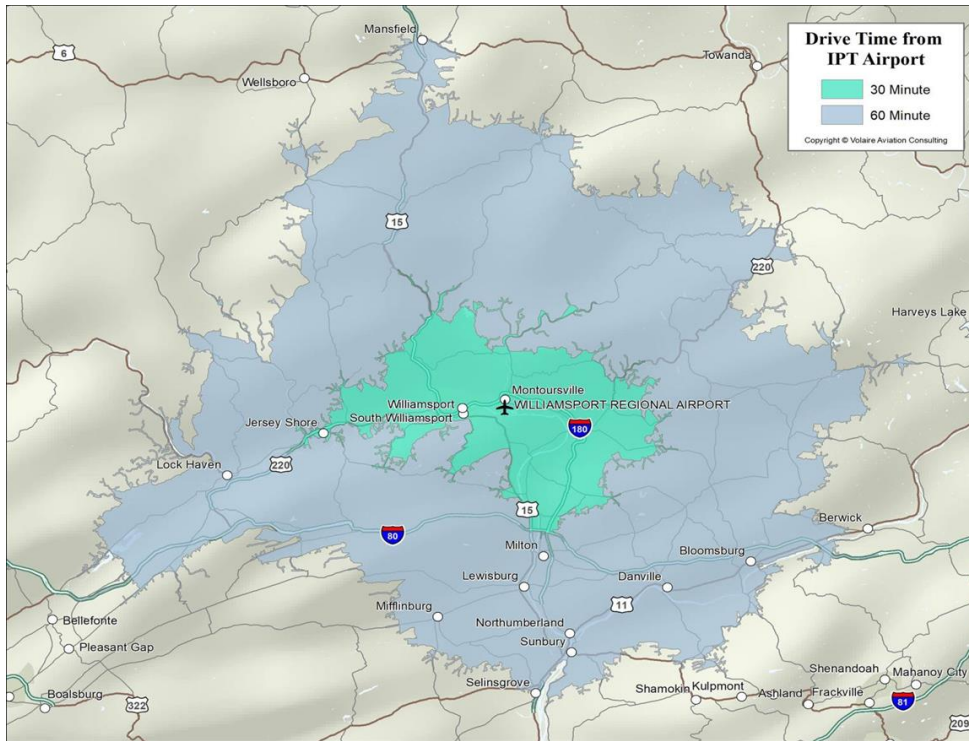 Drive Time from
IPT Airport
30 Minute
60 Minute
Copyright © Volaire Aviation Consulting
Mansfield
6
Towanda
Wellsboro
15
220
Harveys Lake
Montoursville
Williamsport
WILLIAMSPORT REGIONAL AIRPORT
South Williamsport
Jersey Shore
180
Lock Haven
220
15
80
Berwick
Milton
Bloomsburg
Lewisburg
Danville
11
Mifflinburg
Bellefonte
Northumberland
Sunbury
Pleasant Gap
Shenandoah
Mahanoy City
Selinsgrove
Shamokin
Kulpmont
Ashland
Frackville
Boalsburg
322
81
209